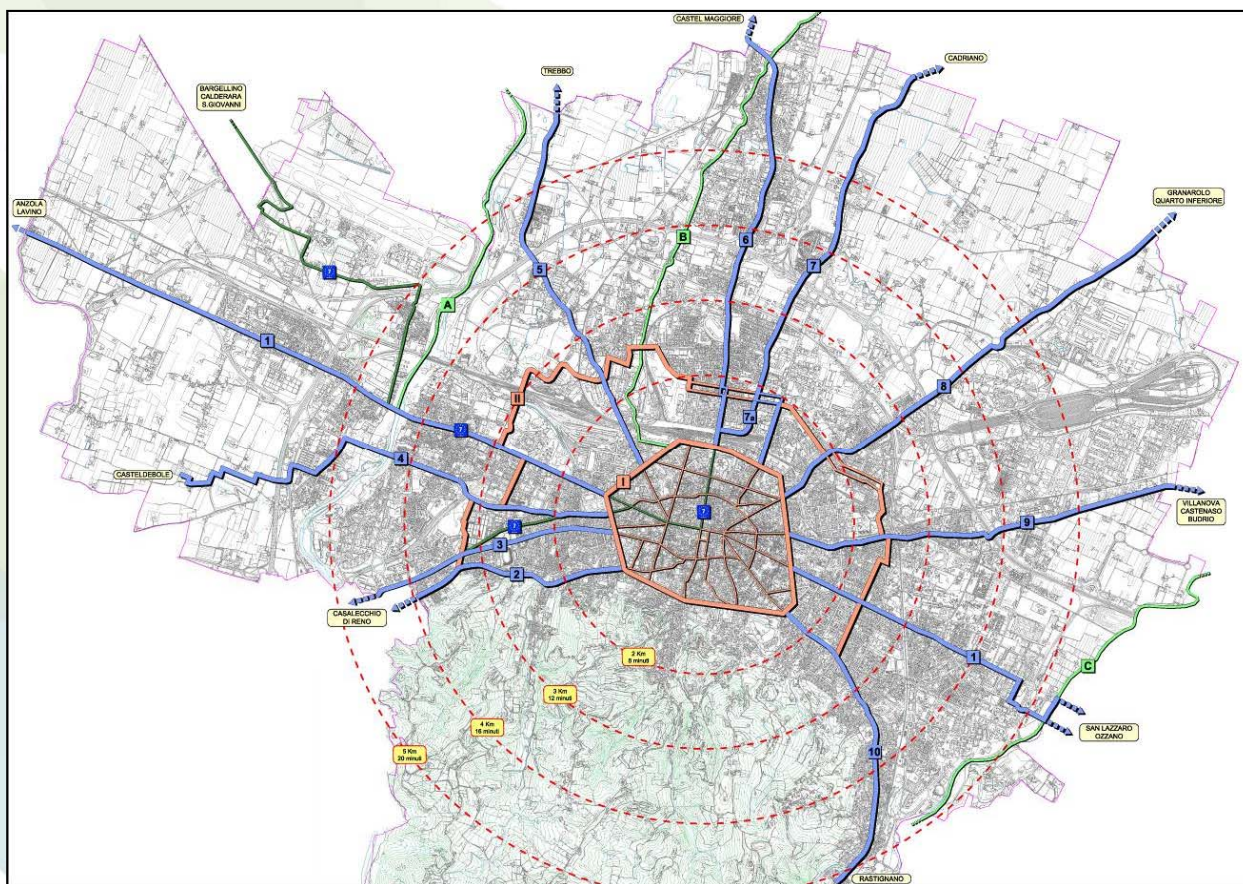 CASTEL MAGGIORE
CADRIANO
TREBBO
BARGELLINO
CALDERARA
S.GIOVANNI
GRANAROLO
QUARTO INFERIORE
ANZOLA
LAVINO
B
6
5
7
?
A
1
8
II
7a
?
4
CASTELDEBOLE
I
VILLANOVA
CASTENASO
BUDRIO
?
?
9
3
2
CASALECCHIO
DI RENO
2 Km
8 minuti
1
C
3 Km
12 minuti
4 Km
16 minuti
SAN LAZZARO
OZZANO
5 Km
20 minuti
10
RASTIGNANO